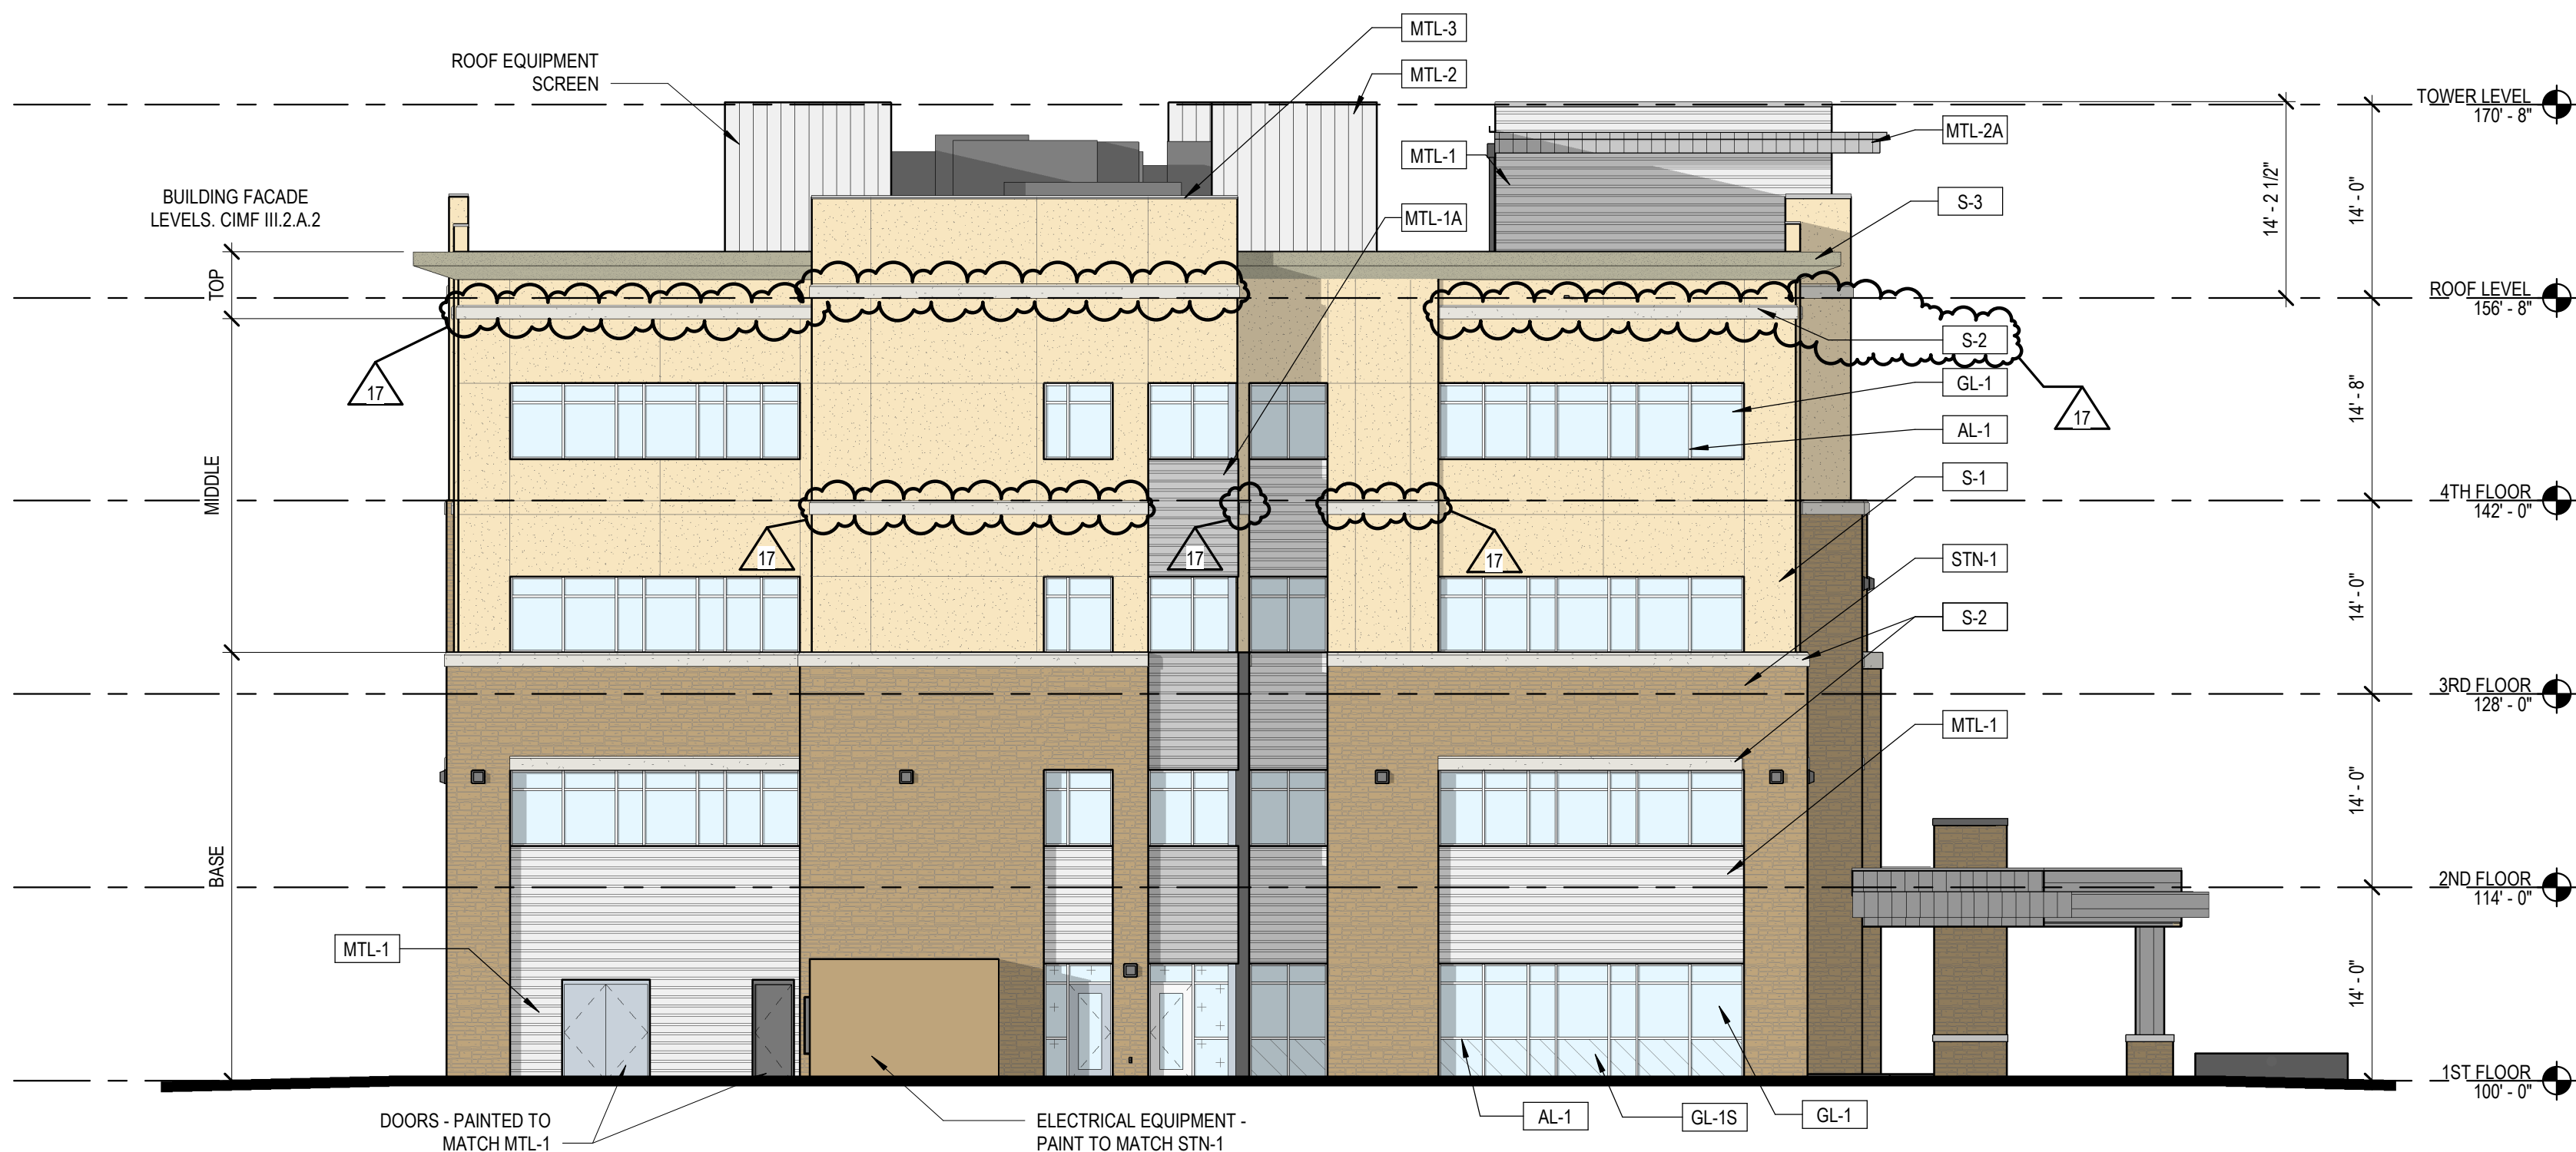 MTL-3
ROOF EQUIPMENT
SCREEN
MTL-2
TOWER LEVEL
170' - 8"
MTL-2A
MTL-1
14' - 2 1/2"
14' - 0"
BUILDING FACADE
LEVELS. CIMF III.2.A.2
S-3
MTL-1A
TOP
ROOF LEVEL
156' - 8"
S-2
17
GL-1
14' - 8"
17
AL-1
MIDDLE
S-1
4TH FLOOR
142' - 0"
17
17
17
STN-1
14' - 0"
S-2
3RD FLOOR
128' - 0"
MTL-1
14' - 0"
BASE
2ND FLOOR
114' - 0"
MTL-1
14' - 0"
1ST FLOOR
100' - 0"
DOORS - PAINTED TO
MATCH MTL-1
ELECTRICAL EQUIPMENT -
PAINT TO MATCH STN-1
AL-1
GL-1S
GL-1